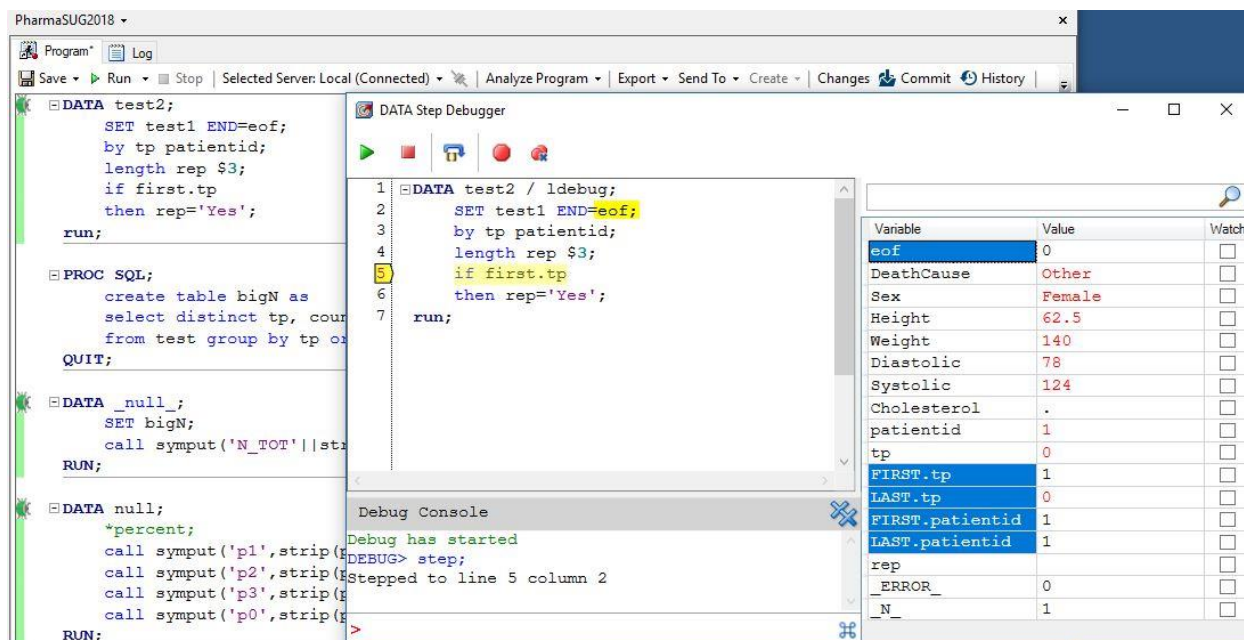 PharmaSUG2018
Program* Log
Save Run Stop Selected Server: Local (Connected) Analyze Program Export Send To Create Changes Commit History
DATA test2;
SET test1 END=eof;
by tp patientid;
length rep $3;
if first.tp
then rep='Yes';
run;
PROC SQL;
create table bigN as
select distinct tp, cour
from test group by tp or
QUIT;
DATA _null_;
SET bigN;
call symput('N_TOT'||str
RUN;
DATA null;
*percent;
call symput('p1',strip(p
call symput('p2',strip(p
call symput('p3',strip(p
call symput('p0',strip(p
RUN;
DATA Step Debugger
1 DATA test2 / ldebug;
2 SET test1 END=eof;
3 by tp patientid;
4 length rep $3;
5 if first.tp
6 then rep='Yes';
7 run;
Debug Console
Debug has started
DEBUG> step;
Stepped to line 5 column 2
>
Variable Value Watch
eof 0
DeathCause Other
Sex Female
Height 62.5
Weight 140
Diastolic 78
Systolic 124
Cholesterol .
patientid 1
tp 0
FIRST.tp 1
LAST.tp 0
FIRST.patientid 1
LAST.patientid 1
rep
_ERROR_ 0
_N_ 1